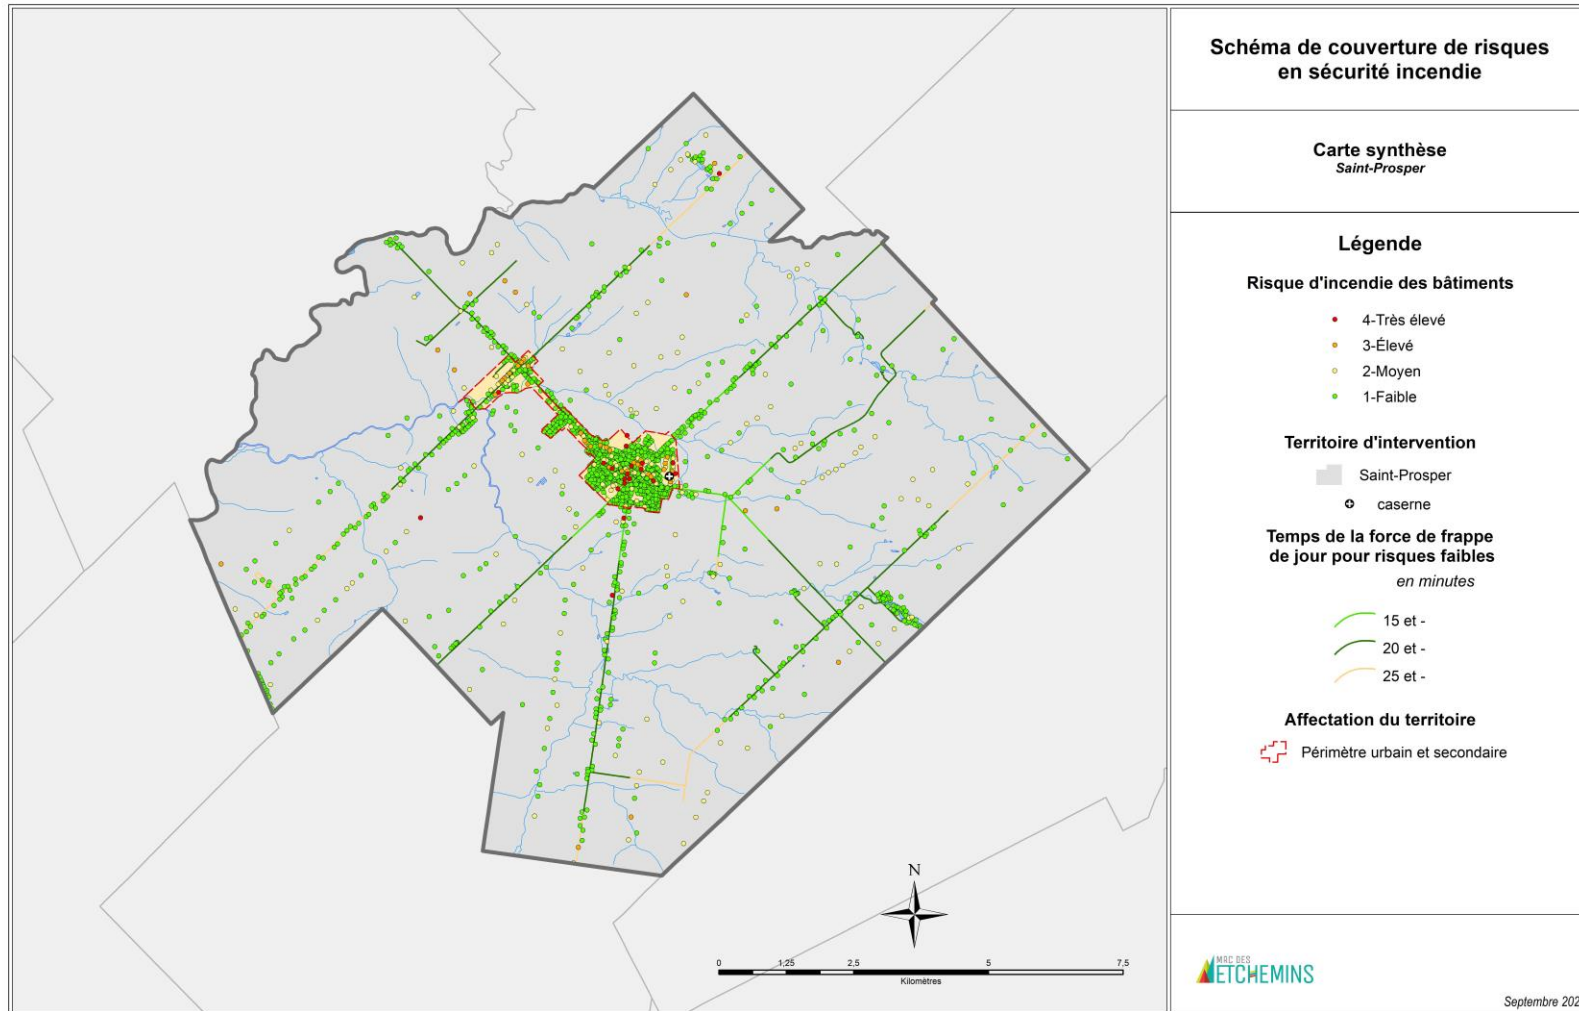 Schéma de couverture de risques
en sécurité incendie
Carte synthèse
Saint-Prosper
Légende
Risque d'incendie des bâtiments
4-Très élevé
3-Élevé
2-Moyen
1-Faible
Territoire d'intervention
Saint-Prosper
caserne
Temps de la force de frappe
de jour pour risques faibles
en minutes
15 et -
20 et -
25 et -
Affectation du territoire
Périmètre urbain et secondaire
N
0 1,25 2,5 5 7,5
Kilomètres
MRC DES
ETCHEMINS
Septembre 202